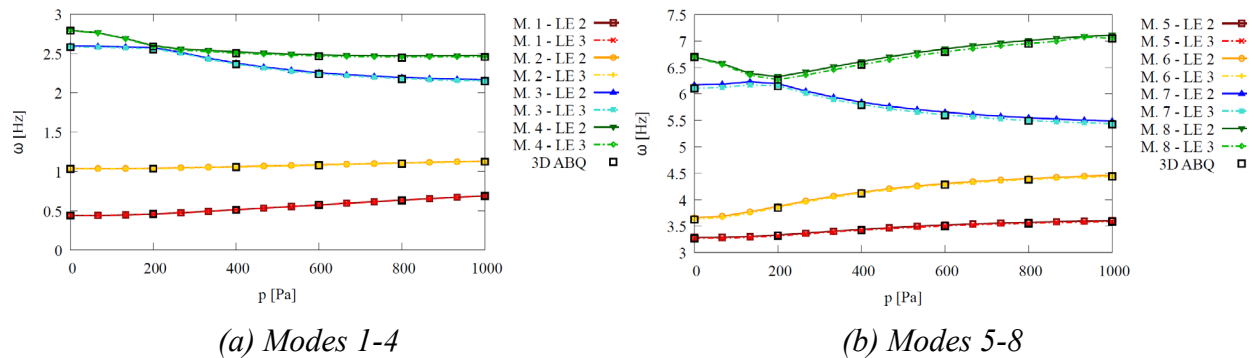 3
2.5
2
1.5
1
0.5
0
ω [Hz]
0 200 400 600 800 1000
p [Pa]
M. 1 - LE 2
M. 1 - LE 3
M. 2 - LE 2
M. 2 - LE 3
M. 3 - LE 2
M. 3 - LE 3
M. 4 - LE 2
M. 4 - LE 3
3D ABQ
(a) Modes 1-4
7.5
7
6.5
6
5.5
5
4.5
4
3.5
3
ω [Hz]
0 200 400 600 800 1000
p [Pa]
M. 5 - LE 2
M. 5 - LE 3
M. 6 - LE 2
M. 6 - LE 3
M. 7 - LE 2
M. 7 - LE 3
M. 8 - LE 2
M. 8 - LE 3
3D ABQ
(b) Modes 5-8